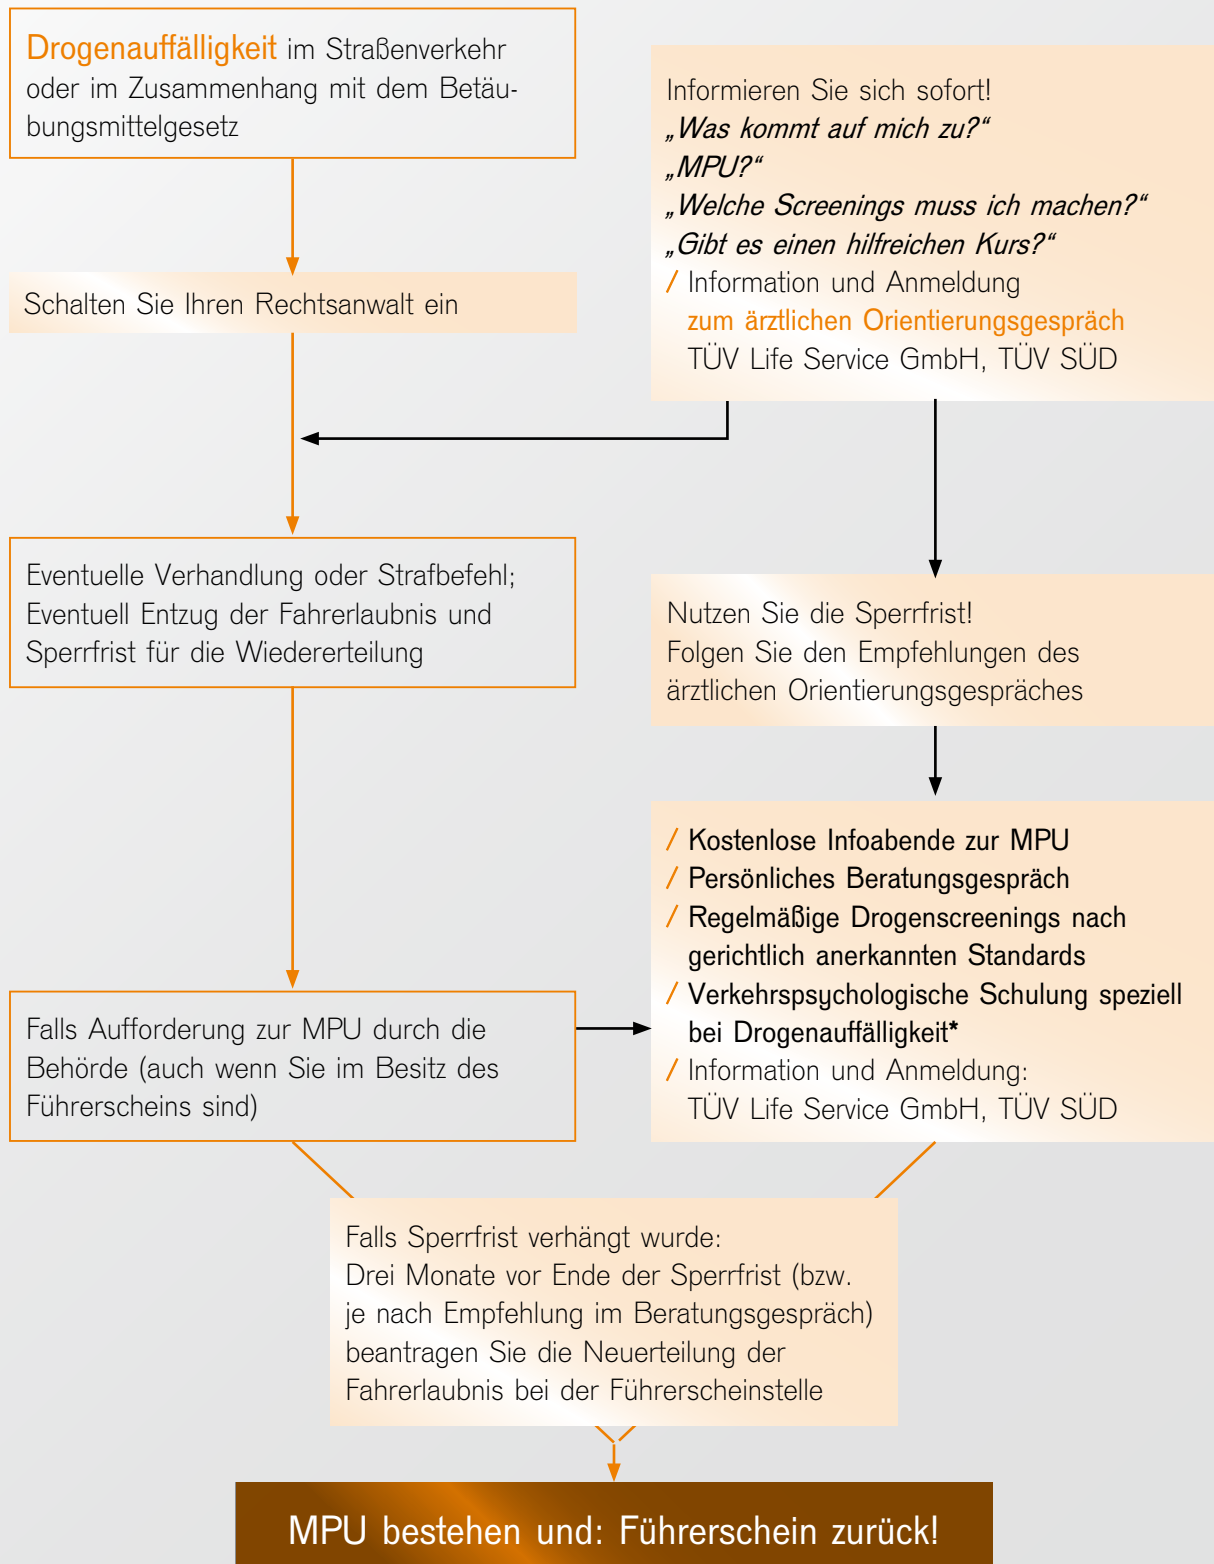 Drogenauffälligkeit im Straßenverkehr
oder im Zusammenhang mit dem Betäu-
bungsmittelgesetz
Informieren Sie sich sofort!
„Was kommt auf mich zu?“
„MPU?“
„Welche Screenings muss ich machen?“
„Gibt es einen hilfreichen Kurs?“
/ Information und Anmeldung
zum ärztlichen Orientierungsgespräch
TÜV Life Service GmbH, TÜV SÜD
Schalten Sie Ihren Rechtsanwalt ein
Eventuelle Verhandlung oder Strafbefehl;
Eventuell Entzug der Fahrerlaubnis und
Sperrfrist für die Wiedererteilung
Nutzen Sie die Sperrfrist!
Folgen Sie den Empfehlungen des
ärztlichen Orientierungsgespräches
/ Kostenlose Infoabende zur MPU
/ Persönliches Beratungsgespräch
/ Regelmäßige Drogenscreenings nach
gerichtlich anerkannten Standards
/ Verkehrspsychologische Schulung speziell
bei Drogenauffälligkeit*
/ Information und Anmeldung:
TÜV Life Service GmbH, TÜV SÜD
Falls Aufforderung zur MPU durch die
Behörde (auch wenn Sie im Besitz des
Führerscheins sind)
Falls Sperrfrist verhängt wurde:
Drei Monate vor Ende der Sperrfrist (bzw.
je nach Empfehlung im Beratungsgespräch)
beantragen Sie die Neuerteilung der
Fahrerlaubnis bei der Führerscheinstelle
MPU bestehen und: Führerschein zurück!